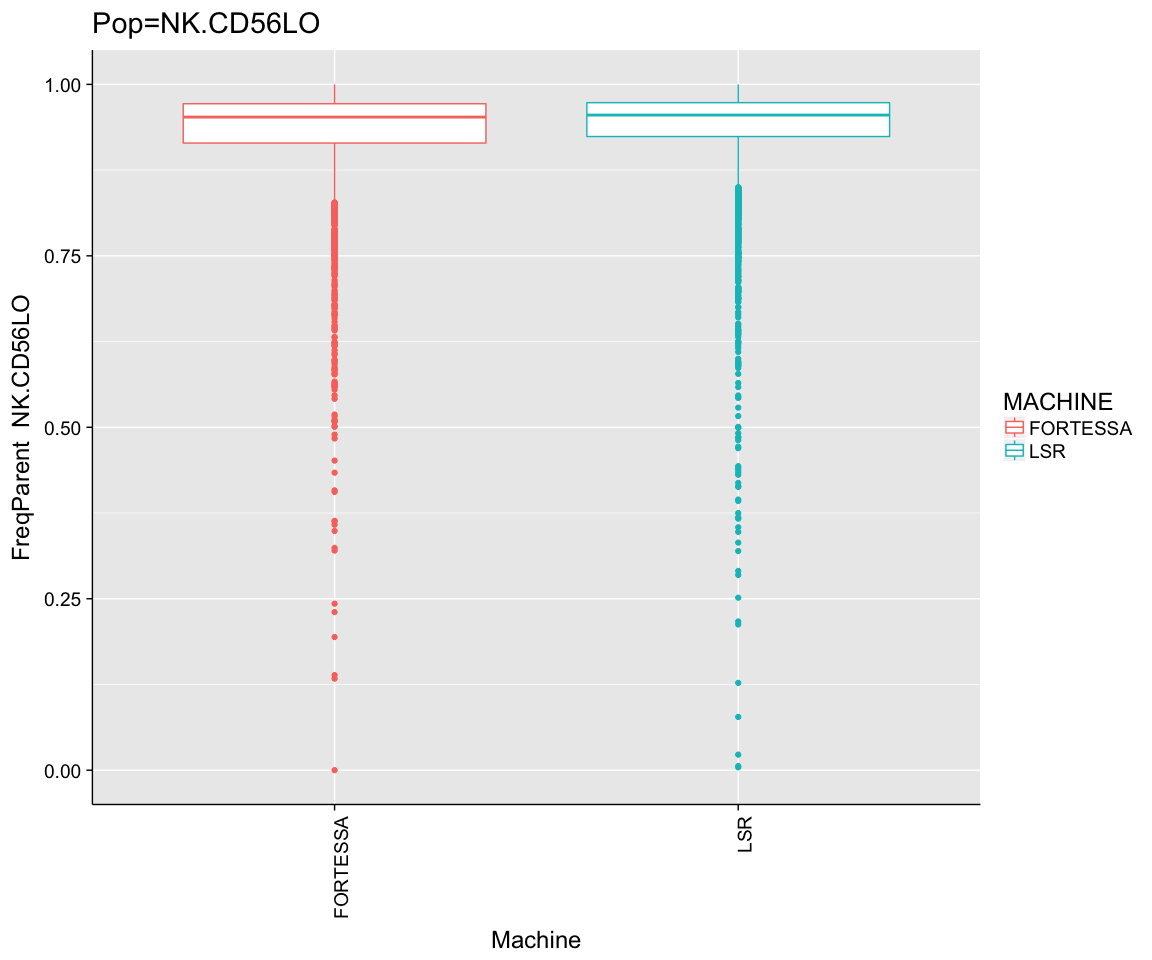 Pop=NK.CD56LO
FreqParent  NK.CD56LO
1.00
0.75
0.50
0.25
0.00
FORTESSA
LSR
Machine
MACHINE
FORTESSA
LSR